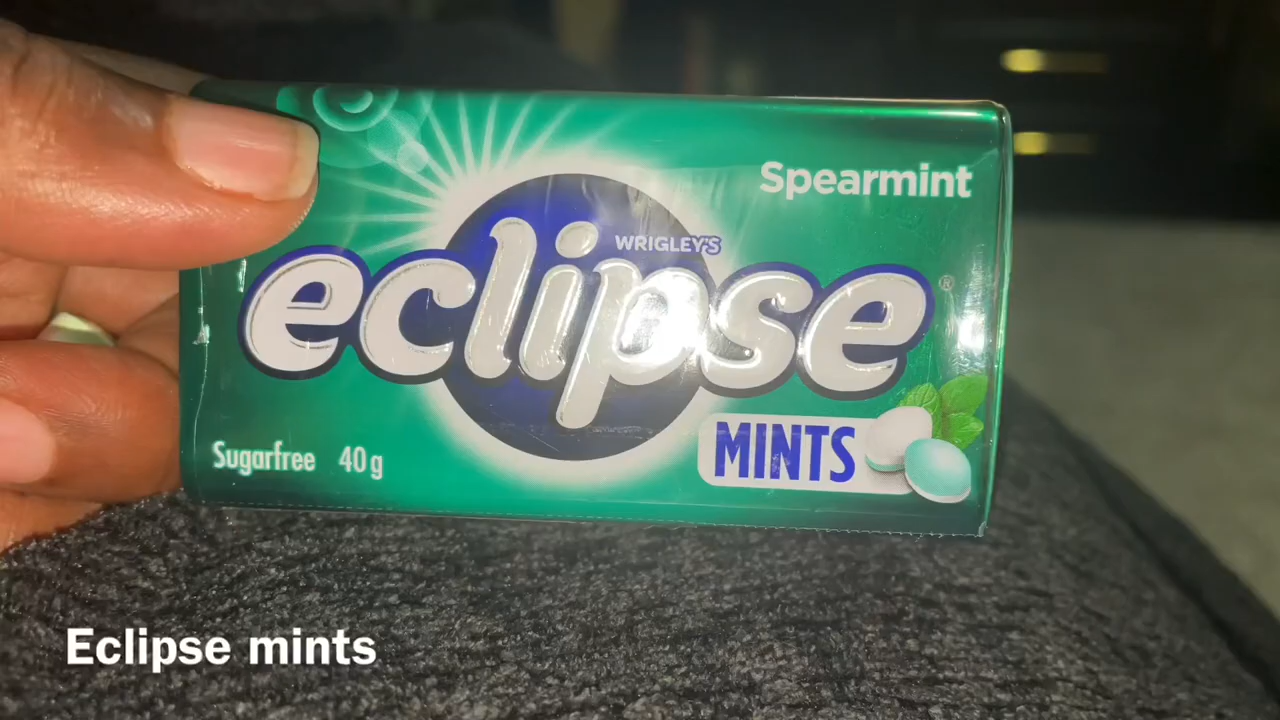 Spearmint
WRIGLEY'S
eclipse ®
MINTS
Sugarfree 40g
Eclipse mints